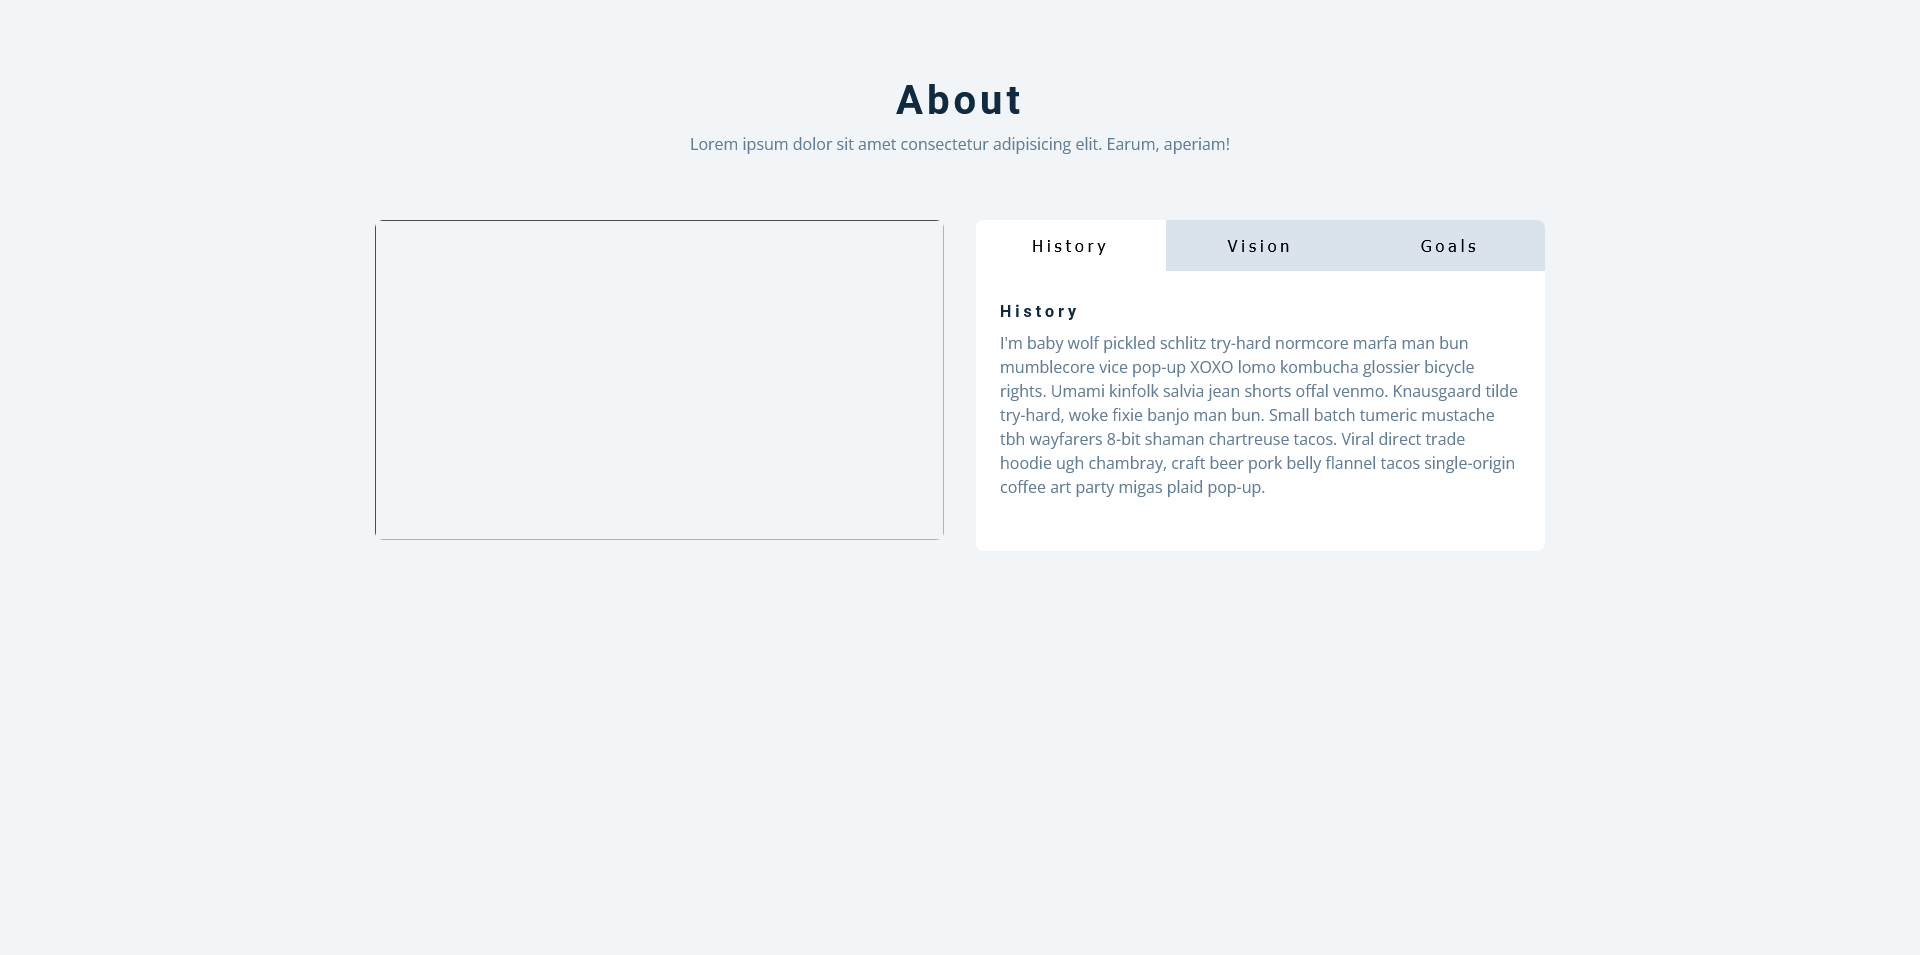 About
Lorem ipsum dolor sit amet consectetur adipisicing elit. Earum, aperiam!
History
Vision
Goals
History
I'm baby wolf pickled schlitz try-hard normcore marfa man bun
mumblecore vice pop-up XOXO lomo kombucha glossier bicycle
rights. Umami kinfolk salvia jean shorts offal venmo. Knausgaard tilde
try-hard, woke fixie banjo man bun. Small batch tumeric mustache
tbh wayfarers 8-bit shaman chartreuse tacos. Viral direct trade
hoodie ugh chambray, craft beer pork belly flannel tacos single-origin
coffee art party migas plaid pop-up.